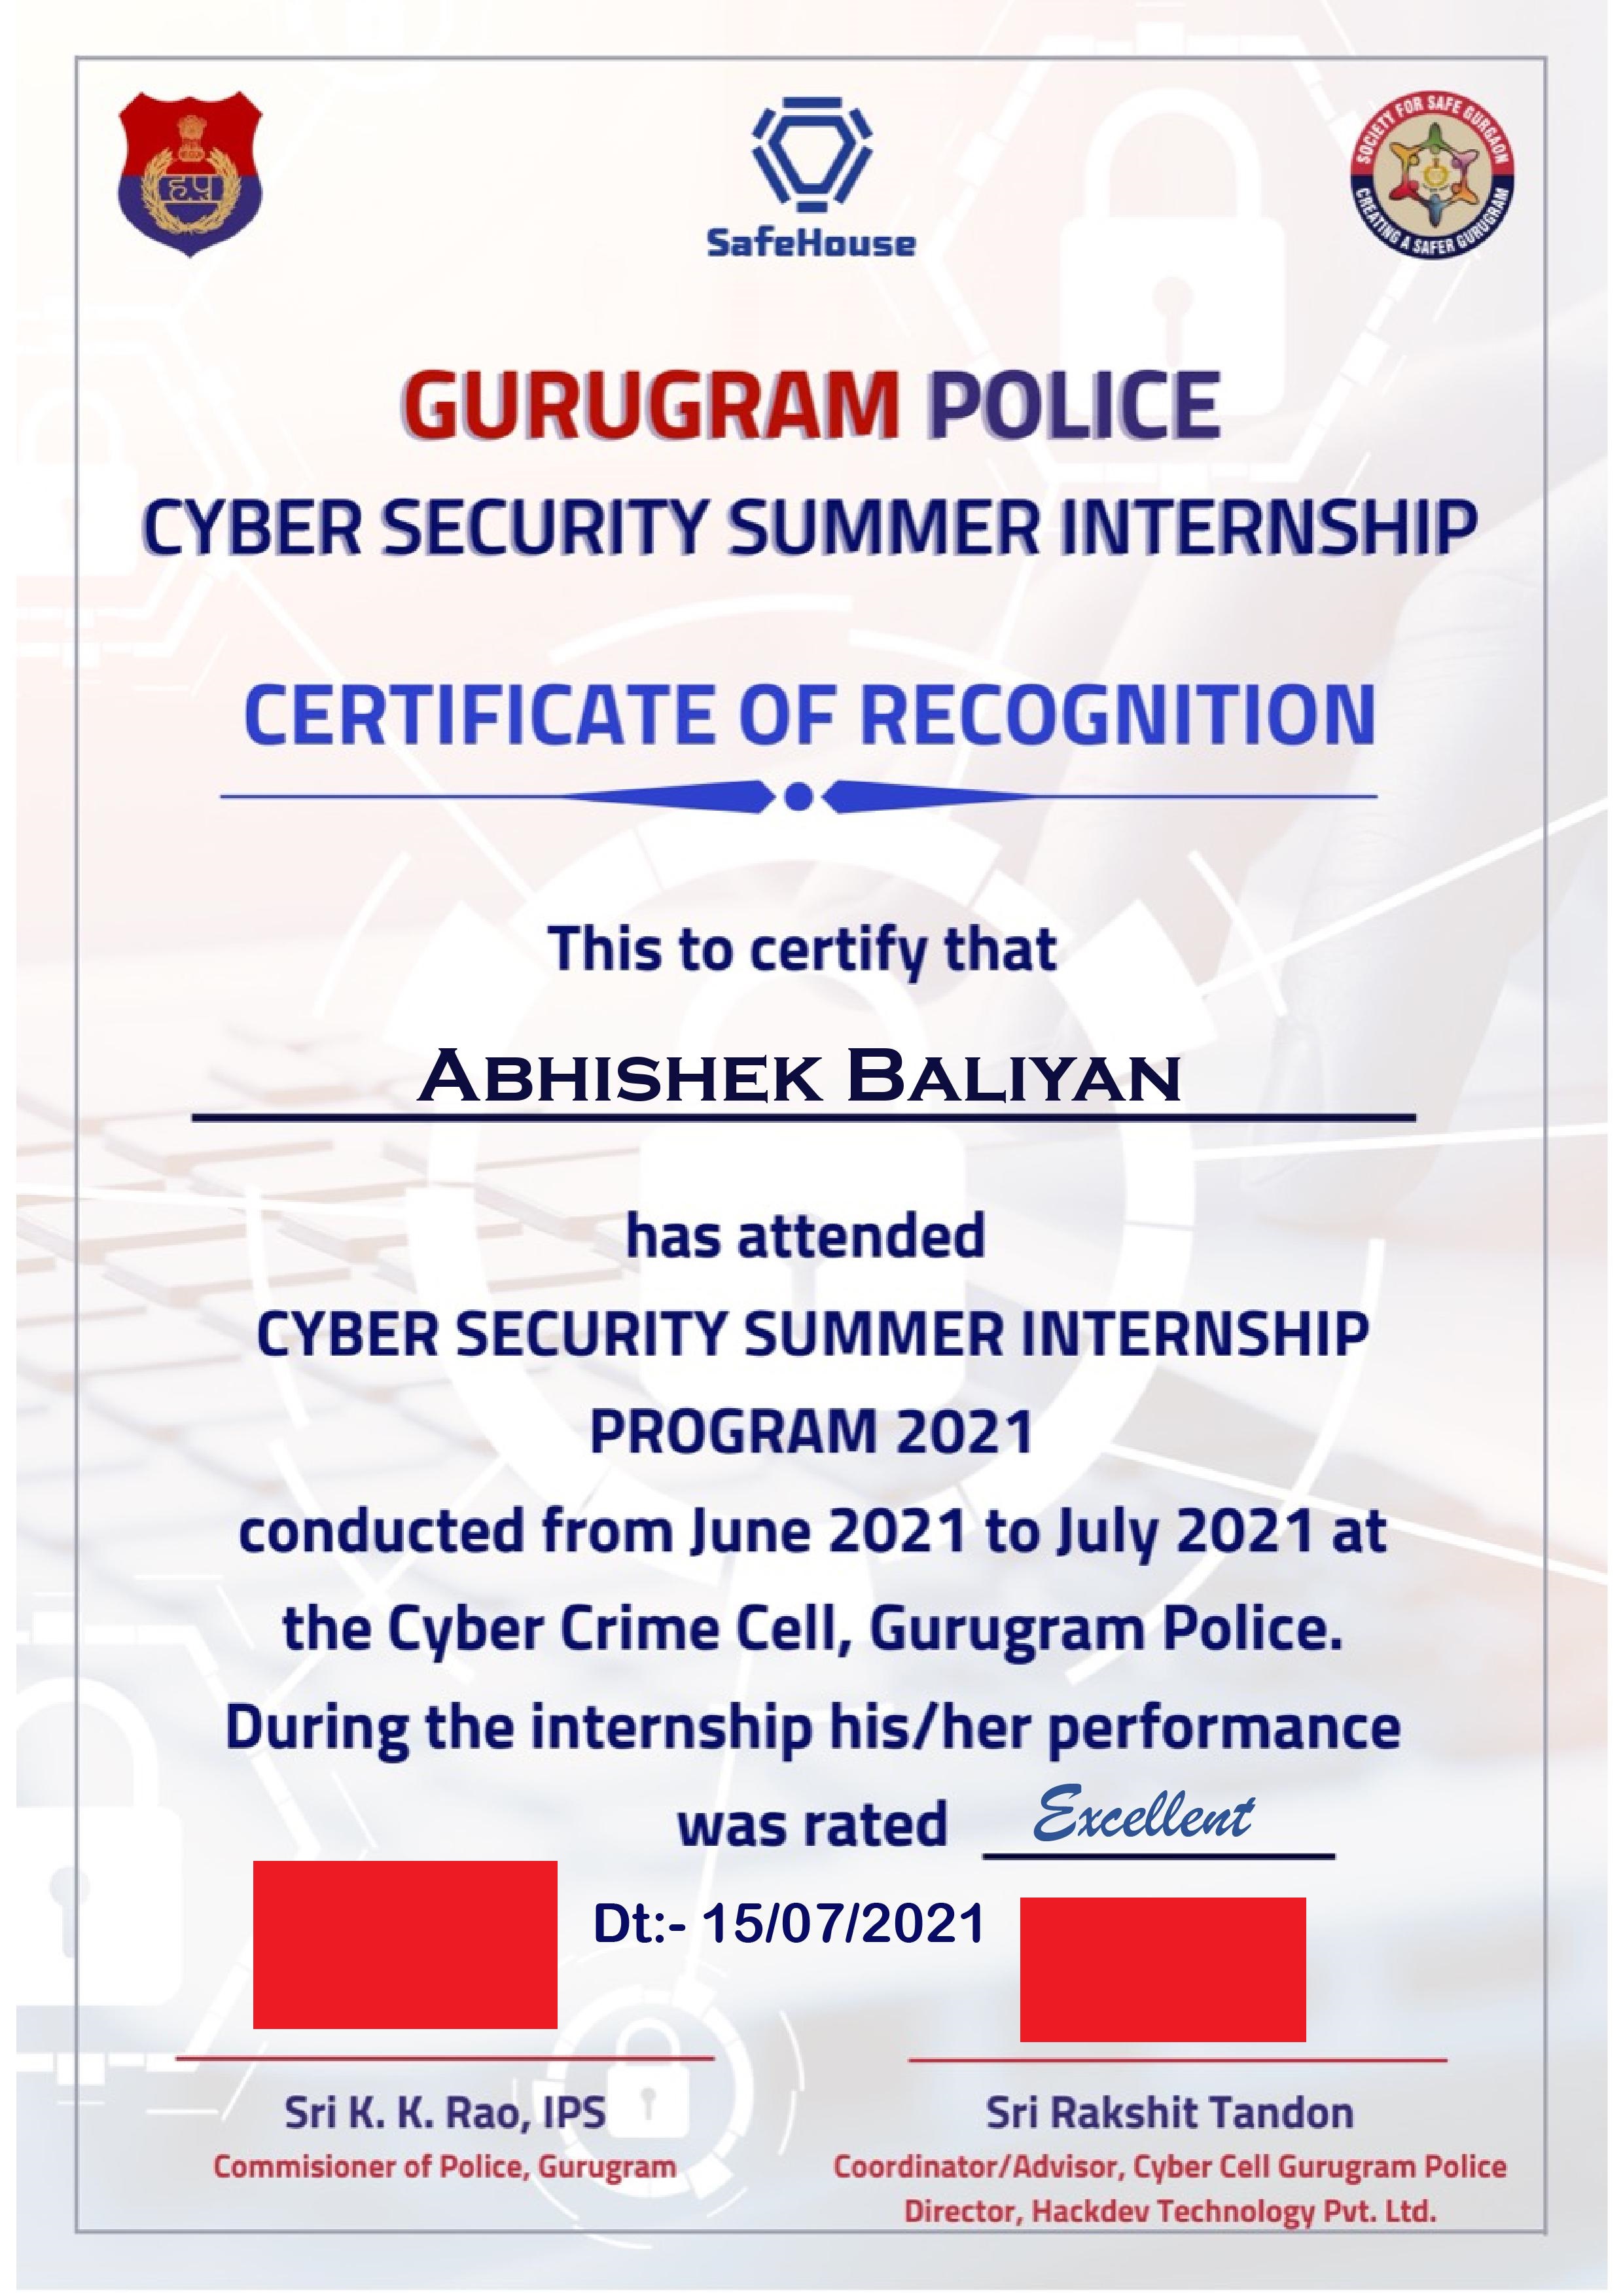 ह.पु
SafeHouse
SOCIETY FOR SAFE GURGAON
CREATING A SAFER GURUGRAM
GURUGRAM POLICE
CYBER SECURITY SUMMER INTERNSHIP
CERTIFICATE OF RECOGNITION
This to certify that
ABHISHEK BALIYAN
has attended
CYBER SECURITY SUMMER INTERNSHIP
PROGRAM 2021
conducted from June 2021 to July 2021 at
the Cyber Crime Cell, Gurugram Police.
During the internship his/her performance
was rated Excellent
Dt:- 15/07/2021
Sri K. K. Rao, IPS
Commisioner of Police, Gurugram
Sri Rakshit Tandon
Coordinator/Advisor, Cyber Cell Gurugram Police
Director, Hackdev Technology Pvt. Ltd.